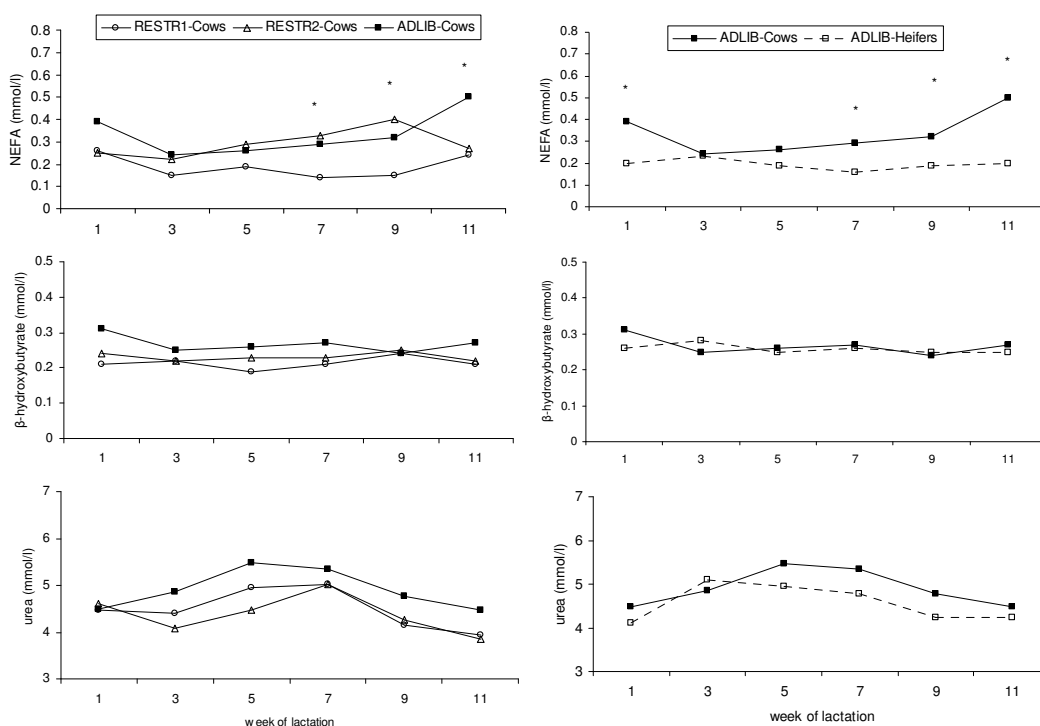 RESTR1-Cows RESTR2-Cows ADLIB-Cows
NEFA (mmol/l)
0.8
0.7
0.6
0.5
0.4
0.3
0.2
0.1
0
* * *
1 3 5 7 9 11
ADLIB-Cows ADLIB-Heifers
NEFA (mmol/l)
0.8
0.7
0.6
0.5
0.4
0.3
0.2
0.1
0
* * * *
1 3 5 7 9 11
β-hydroxybutyrate (mmol/l)
0.5
0.4
0.3
0.2
0.1
0
1 3 5 7 9 11
β-hydroxybutyrate (mmol/l)
0.5
0.4
0.3
0.2
0.1
0
1 3 5 7 9 11
urea (mmol/l)
7
6
5
4
3
1 3 5 7 9 11
week of lactation
urea (mmol/l)
7
6
5
4
3
1 3 5 7 9 11
week of lactation